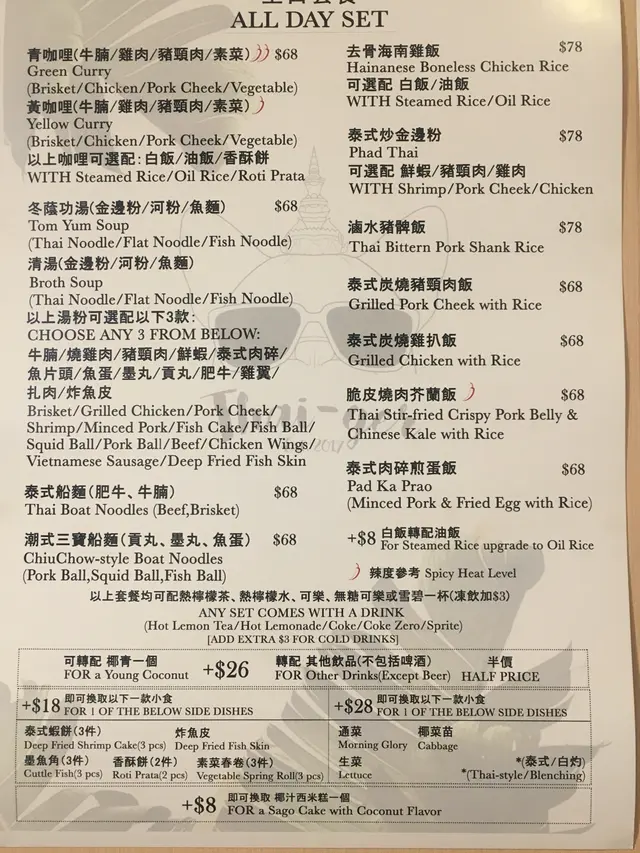 ALL DAY SET
青咖哩(牛腩/雞肉/豬頸肉/素菜) $68
Green Curry
(Brisket/Chicken/Pork Cheek/Vegetable)
黃咖哩(牛腩/雞肉/豬頸肉/素菜)
Yellow Curry
(Brisket/Chicken/Pork Cheek/Vegetable)
以上咖哩可選配:白飯/油飯/香酥餅
WITH Steamed Rice/Oil Rice/Roti Prata
冬蔭功湯(金邊粉/河粉/魚麵) $68
Tom Yum Soup
(Thai Noodle/Flat Noodle/Fish Noodle)
清湯(金邊粉/河粉/魚麵)
Broth Soup
(Thai Noodle/Flat Noodle/Fish Noodle)
以上湯粉可選配以下3款:
CHOOSE ANY 3 FROM BELOW:
牛腩/燒雞肉/豬頸肉/鮮蝦/泰式肉碎/
魚片頭/魚蛋/墨丸/貢丸/肥牛/雞翼/
扎肉/炸魚皮
Brisket/Grilled Chicken/Pork Cheek/
Shrimp/Minced Pork/Fish Cake/Fish Ball/
Squid Ball/Pork Ball/Beef/Chicken Wings/
Vietnamese Sausage/Deep Fried Fish Skin
泰式船麵(肥牛、牛腩) $68
Thai Boat Noodles (Beef,Brisket)
潮式三寶船麵(貢丸、墨丸、魚蛋) $68
ChiuChow-style Boat Noodles
(Pork Ball,Squid Ball,Fish Ball)
去骨海南雞飯 $78
Hainanese Boneless Chicken Rice
可選配 白飯/油飯
WITH Steamed Rice/Oil Rice
泰式炒金邊粉 $78
Phad Thai
可選配 鮮蝦/豬頸肉/雞肉
WITH Shrimp/Pork Cheek/Chicken
滷水豬髀飯 $78
Thai Bittern Pork Shank Rice
泰式炭燒豬頸肉飯 $68
Grilled Pork Cheek with Rice
泰式炭燒雞扒飯 $68
Grilled Chicken with Rice
脆皮燒肉芥蘭飯 $68
Thai Stir-fried Crispy Pork Belly &
Chinese Kale with Rice
泰式肉碎煎蛋飯 $68
Pad Ka Prao
(Minced Pork & Fried Egg with Rice)
+$8 白飯轉配油飯
For Steamed Rice upgrade to Oil Rice
辣度參考 Spicy Heat Level
Thai-ger
2017
以上套餐均可配熱檸檬茶、熱檸檬水、可樂、無糖可樂或雪碧一杯(凍飲加$3)
ANY SET COMES WITH A DRINK
(Hot Lemon Tea/Hot Lemonade/Coke/Coke Zero/Sprite)
[ADD EXTRA $3 FOR COLD DRINKS]
可轉配 椰青一個 +$26 轉配 其他飲品(不包括啤酒) 半價
FOR a Young Coconut FOR Other Drinks(Except Beer) HALF PRICE
+$18 即可換取以下一款小食
FOR 1 OF THE BELOW SIDE DISHES
泰式蝦餅(3件) 炸魚皮
Deep Fried Shrimp Cake(3 pcs) Deep Fried Fish Skin
墨魚角(3件) 香酥餅(2件) 素菜春卷(3件)
Cuttle Fish(3 pcs) Roti Prata(2 pcs) Vegetable Spring Roll(3 pcs)
+$28 即可換取以下一款小食
FOR 1 OF THE BELOW SIDE DISHES
通菜 椰菜苗
Morning Glory Cabbage
生菜 *(泰式/白灼)
Lettuce *(Thai-style/Blenching)
+$8 即可換取 椰汁西米糕一個
FOR a Sago Cake with Coconut Flavor